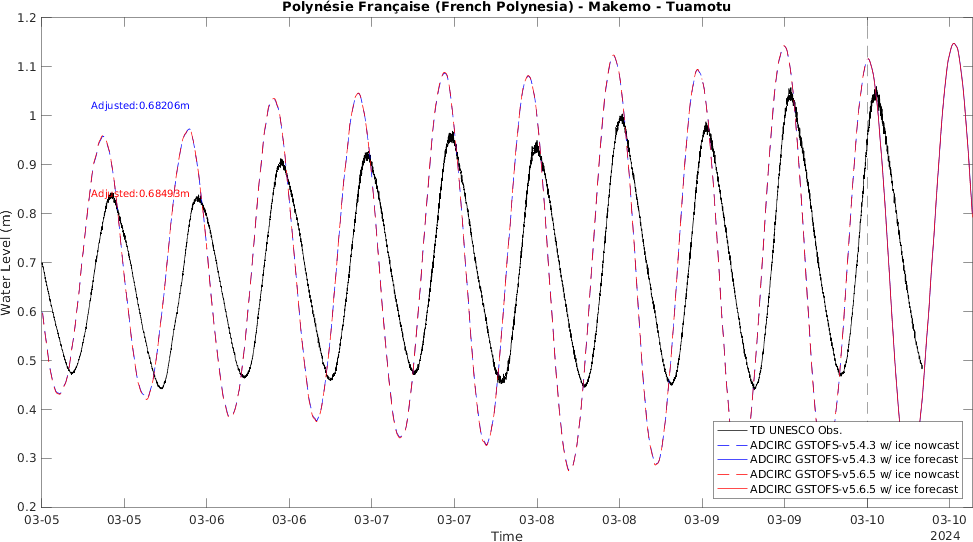 Polynésie Française (French Polynesia) - Makemo - Tuamotu
1.2
1.1
1
0.9
0.8
0.7
0.6
0.5
0.4
0.3
0.2
Water Level (m)
Adjusted:0.68206m
Adjusted:0.68493m
TD UNESCO Obs.
ADCIRC GSTOFS-v5.4.3 w/ ice nowcast
ADCIRC GSTOFS-v5.4.3 w/ ice forecast
ADCIRC GSTOFS-v5.6.5 w/ ice nowcast
ADCIRC GSTOFS-v5.6.5 w/ ice forecast
03-05 03-05 03-06 03-06 03-07 03-07 03-08 03-08 03-09 03-09 03-10 03-10
2024
Time